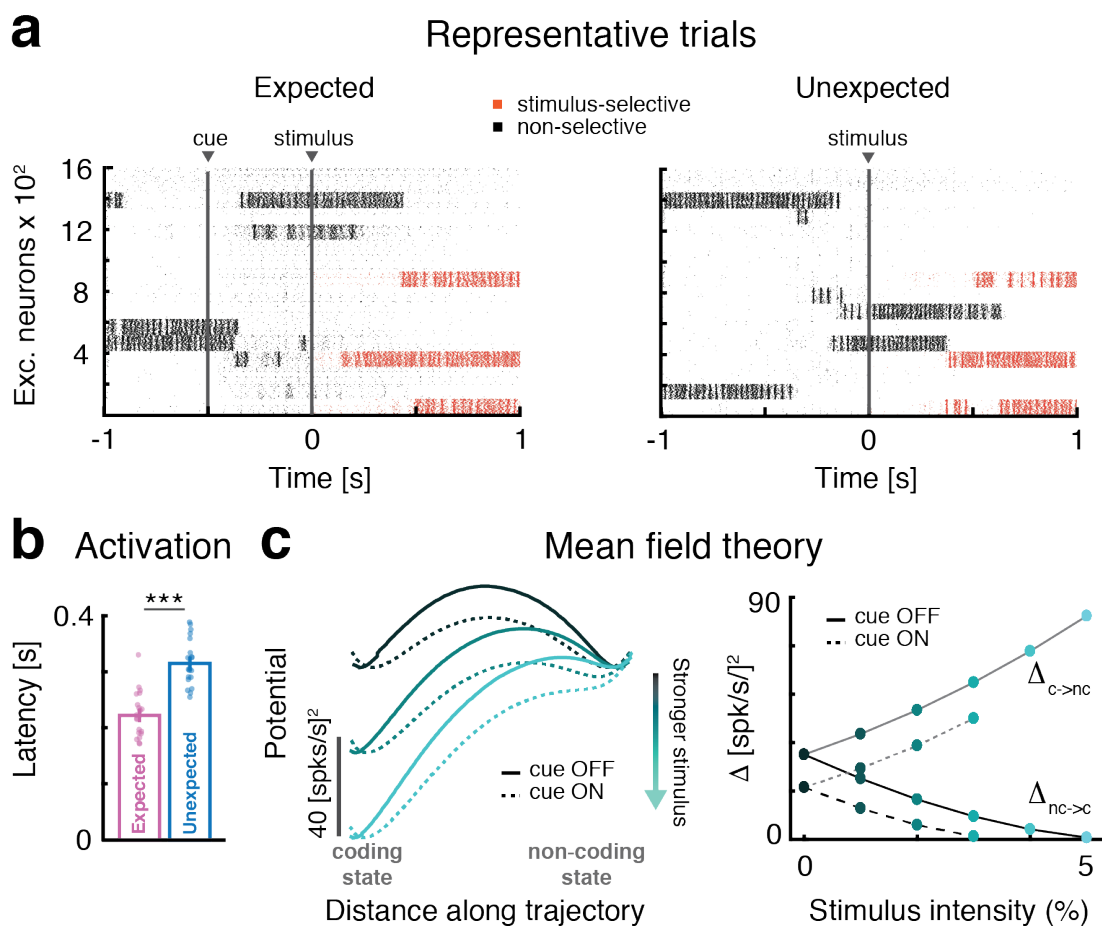 a
Representative trials
Expected
Unexpected
stimulus-selective
non-selective
cue
stimulus
stimulus
Exc. neurons x 10²
16
12
8
4
-1
0
1
-1
0
1
Time [s]
Time [s]
b
Activation
c
Mean field theory
Latency [s]
0.4
0
***
Expected
Unexpected
Potential
40 [spks/s]²
cue OFF
cue ON
Stronger stimulus
coding
state
non-coding
state
Distance along trajectory
Δ [spk/s/]²
90
0
cue OFF
cue ON
Δ c->nc
Δ nc->c
0
5
Stimulus intensity (%)